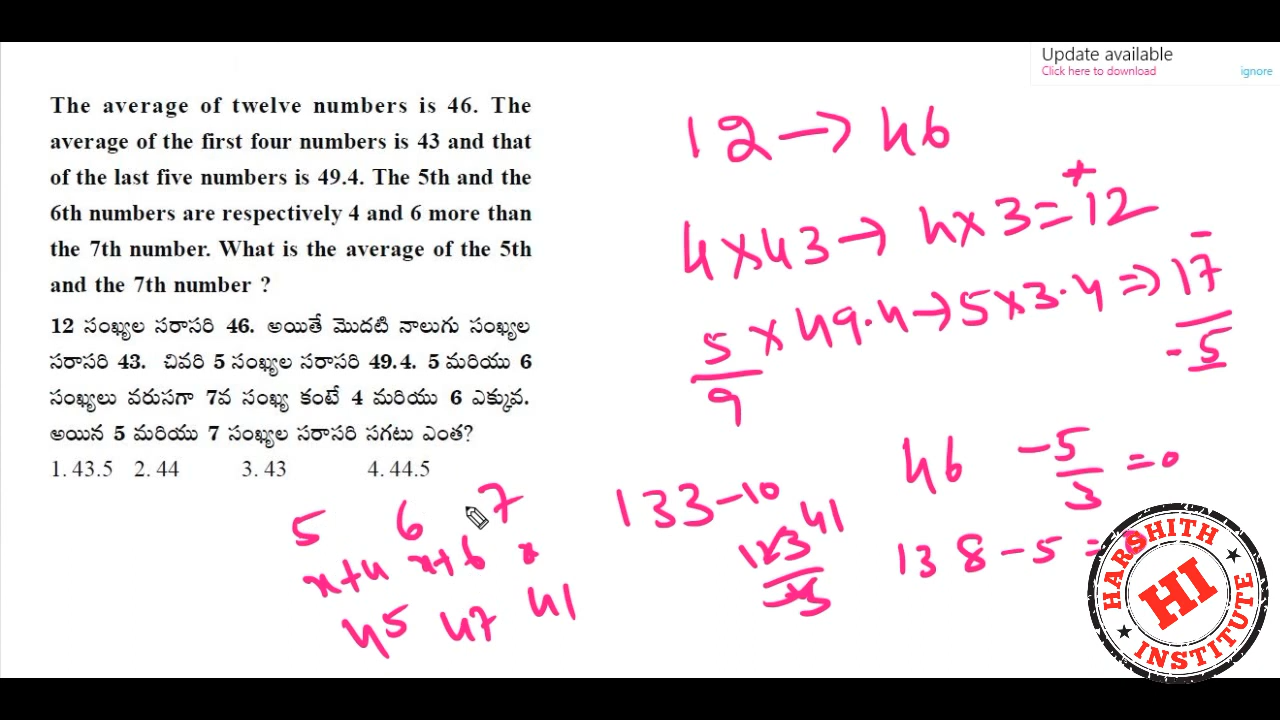 Update available
Click here to download
ignore
The average of twelve numbers is 46. The
average of the first four numbers is 43 and that
of the last five numbers is 49.4. The 5th and the
6th numbers are respectively 4 and 6 more than
the 7th number. What is the average of the 5th
and the 7th number ?
12 సంఖ్యల సరాసరి 46. అయితే మొదటి నాలుగు సంఖ్యల
సరాసరి 43. చివరి 5 సంఖ్యల సరాసరి 49.4. 5 మరియు 6
సంఖ్యలు వరుసగా 7వ సంఖ్య కంటే 4 మరియు 6 ఎక్కువ.
అయిన 5 మరియు 7 సంఖ్యల సరాసరి సగటు ఎంత?
1. 43.5 2. 44 3. 43 4. 44.5
12 → 46
4×43 → 4×3=+12
5×49.4→5×3.4 ⇒ -17
9
-5
46 -5/3 =0
138-5=
133-10
123/3 41
5 6 7
x+4 x+6 x
45 47 41
HARSHITH
HI
INSTITUTE